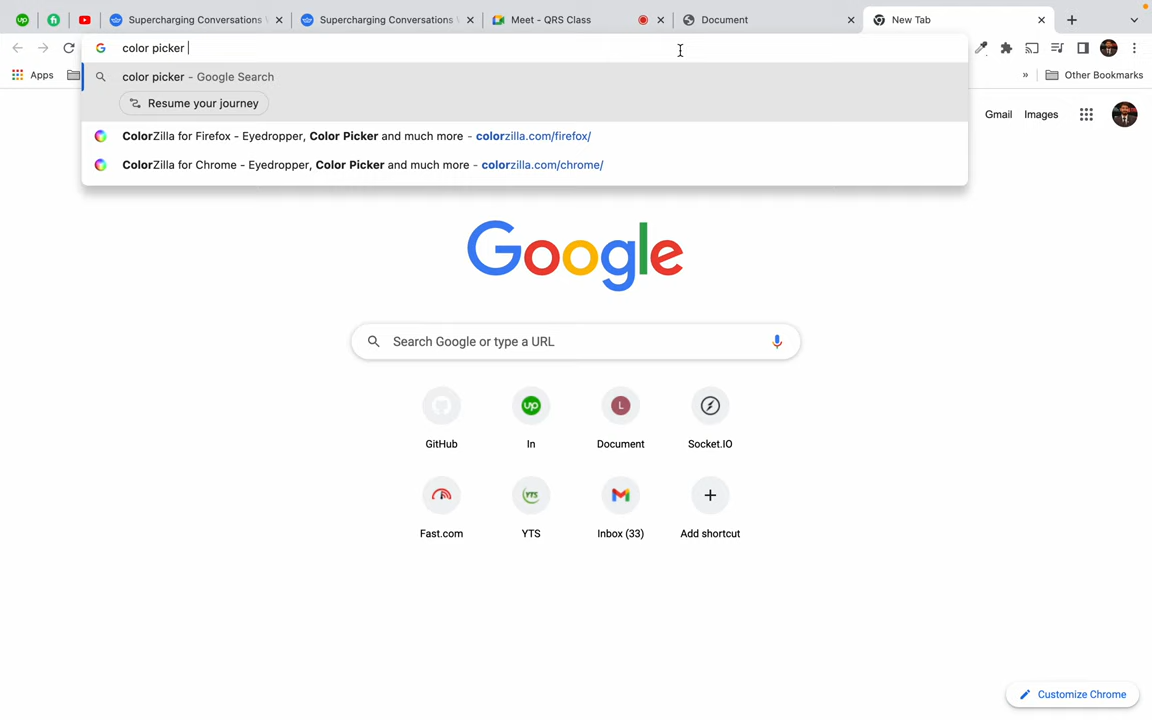 Supercharging Conversations
Supercharging Conversations
Meet - QRS Class
Document
New Tab
color picker
Apps
» Other Bookmarks
color picker - Google Search
Resume your journey
ColorZilla for Firefox - Eyedropper, Color Picker and much more - colorzilla.com/firefox/
ColorZilla for Chrome - Eyedropper, Color Picker and much more - colorzilla.com/chrome/
Gmail Images
Google
Search Google or type a URL
up
L
GitHub
In
Document
Socket.IO
YTS
Fast.com
YTS
Inbox (33)
Add shortcut
Customize Chrome